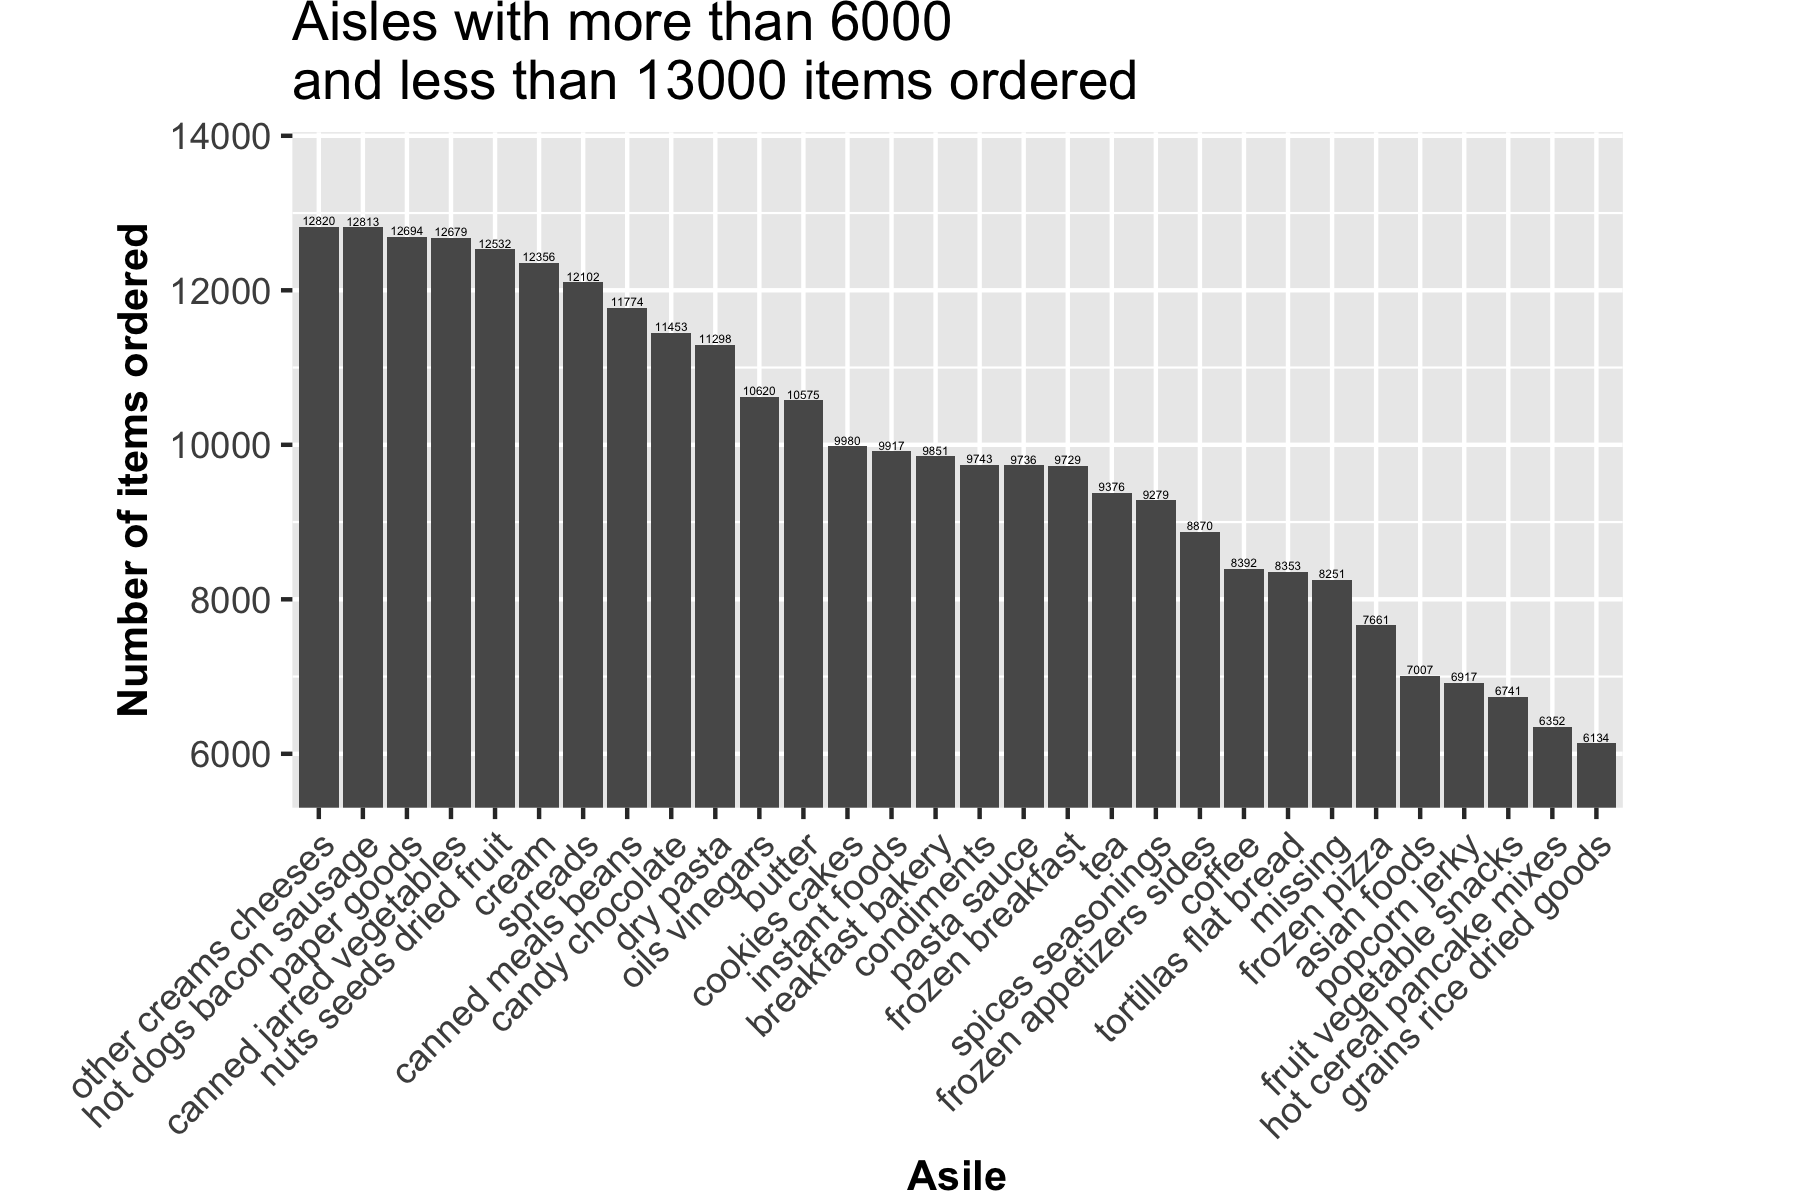 Aisles with more than 6000
and less than 13000 items ordered
Number of items ordered
14000
12000
10000
8000
6000
12820
12813
12694
12679
12532
12356
12102
11774
11453
11298
10620
10575
9980
9917
9851
9743
9736
9729
9376
9279
8870
8392
8353
8251
7661
7007
6917
6741
6352
6134
other creams cheeses
hot dogs bacon sausage
paper goods
canned jarred vegetables
nuts seeds dried fruit
cream
spreads
canned meals beans
candy chocolate
dry pasta
oils vinegars
butter
cookies cakes
instant foods
breakfast bakery
condiments
pasta sauce
frozen breakfast
tea
spices seasonings
frozen appetizers sides
coffee
tortillas flat bread
missing
frozen pizza
asian foods
popcorn jerky
fruit vegetable snacks
hot cereal pancake mixes
grains rice dried goods
Asile